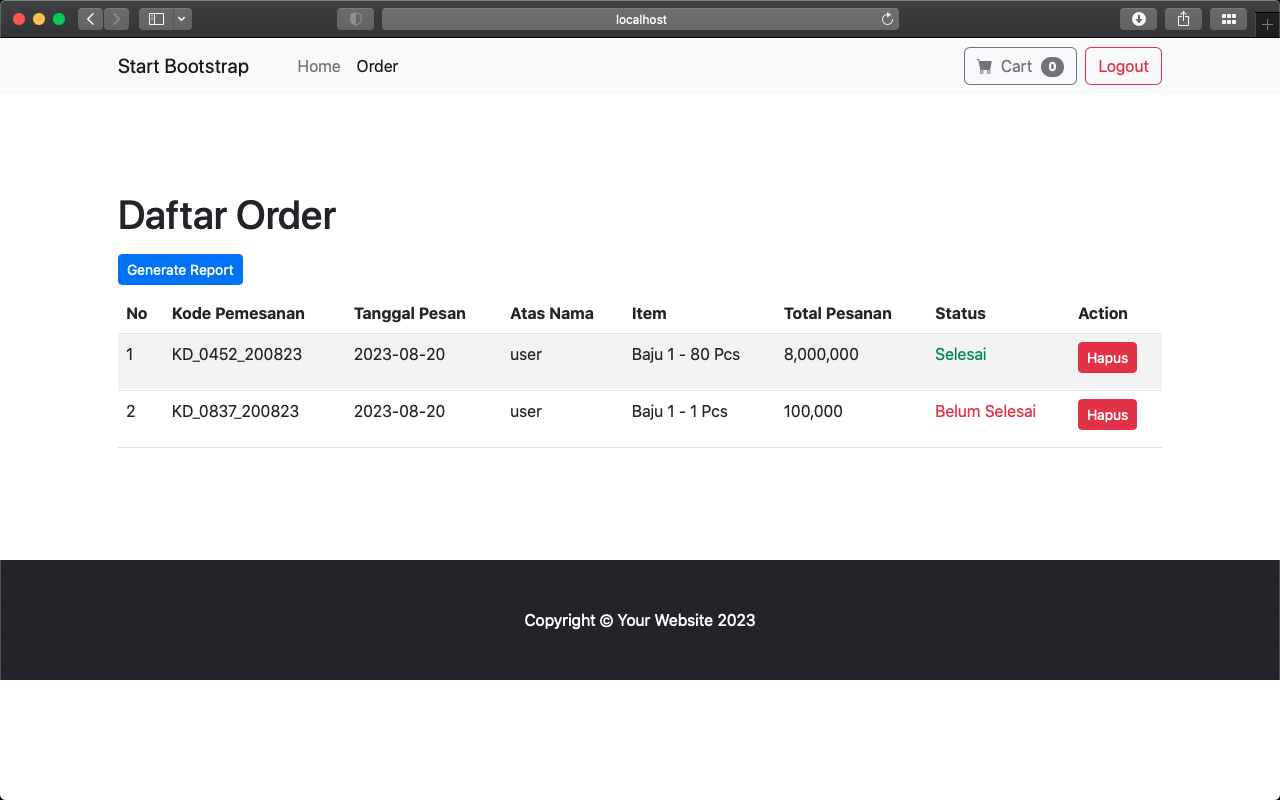 localhost
Start Bootstrap Home Order Cart 0 Logout
Daftar Order
Generate Report
No Kode Pemesanan Tanggal Pesan Atas Nama Item Total Pesanan Status Action
1 KD_0452_200823 2023-08-20 user Baju 1 - 80 Pcs 8,000,000 Selesai Hapus
2 KD_0837_200823 2023-08-20 user Baju 1 - 1 Pcs 100,000 Belum Selesai Hapus
Copyright © Your Website 2023